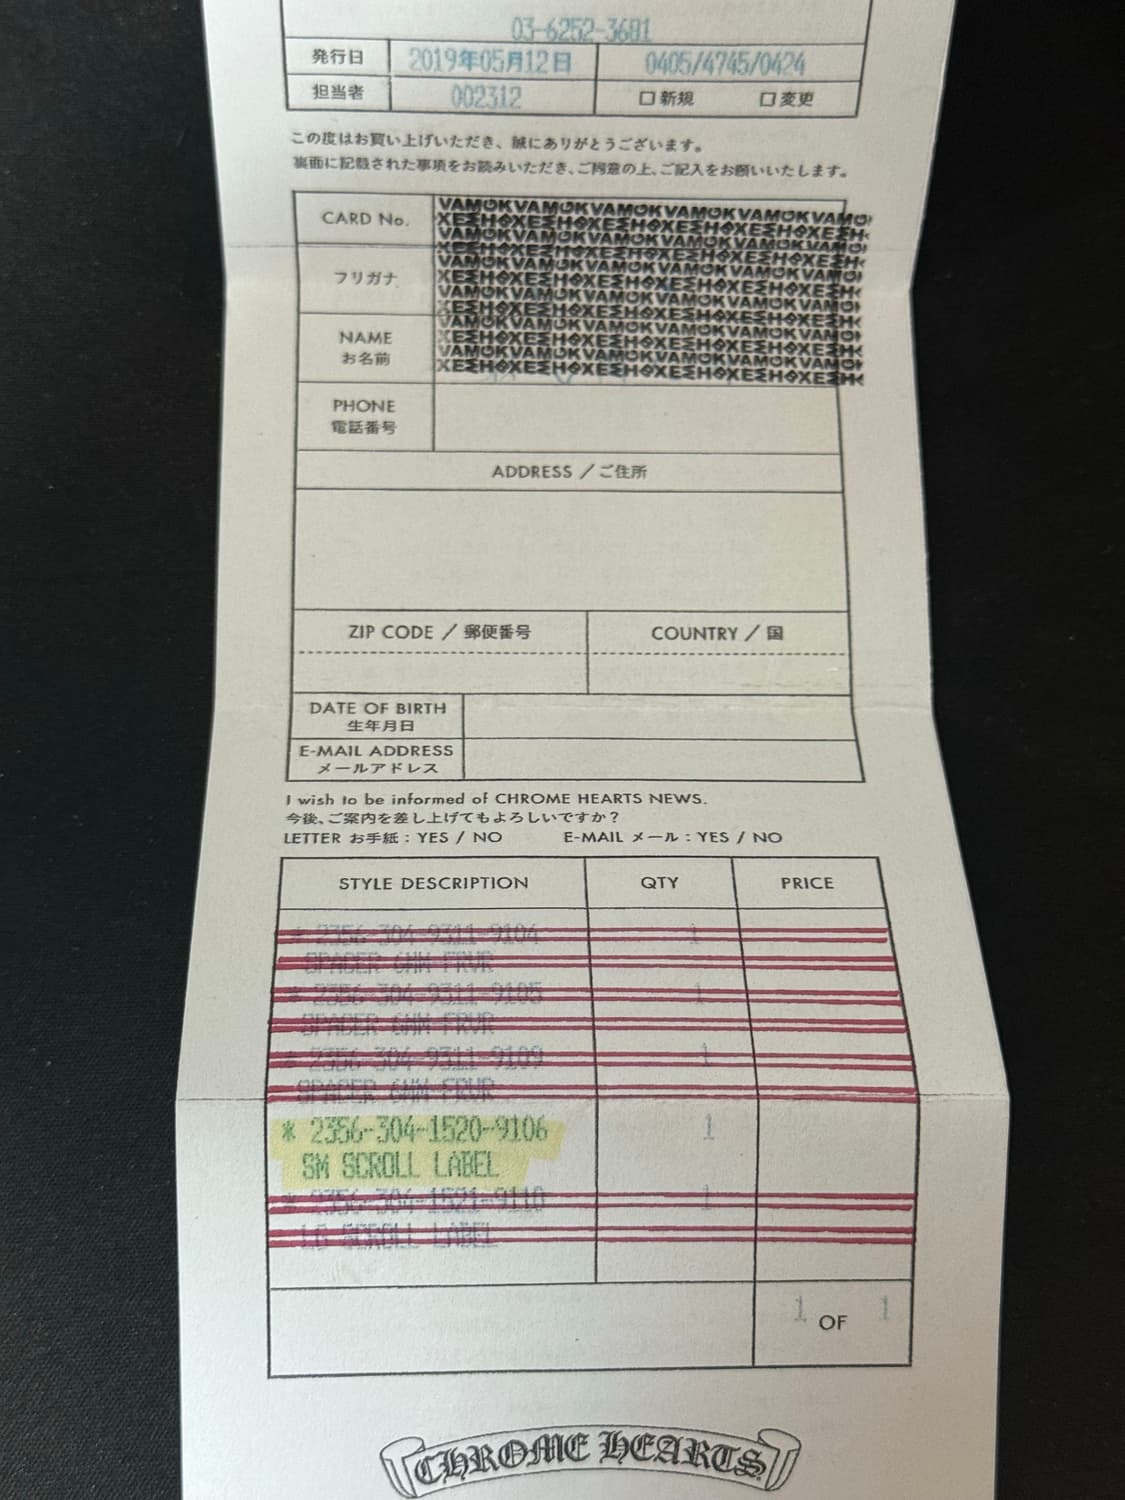 03-6252-3681
発行日 2019年05月12日 0405/4745/0424
担当者 002312 □新規 □変更
この度はお買い上げいただき、誠にありがとうございます。
裏面に記載された事項をお読みいただき、ご同意の上、ご記入をお願いいたします。
CARD No.
フリガナ
NAME
お名前
PHONE
電話番号
ADDRESS／ご住所
ZIP CODE／郵便番号 COUNTRY／国
DATE OF BIRTH
生年月日
E-MAIL ADDRESS
メールアドレス
I wish to be informed of CHROME HEARTS NEWS.
今後、ご案内を差し上げてもよろしいですか？
LETTER お手紙：YES / NO E-MAIL メール：YES / NO
STYLE DESCRIPTION QTY PRICE
* 2356-304-9311-9104 1
SPACER 6MM FRVR
* 2356-304-9311-9105 1
SPACER 6MM FRVR
* 2356-304-9311-9109 1
SPACER 6MM FRVR
* 2356-304-1520-9106 1
SM SCROLL LABEL
* 2356-304-1521-9110 1
LG SCROLL LABEL
1 OF 1
CHROME HEARTS